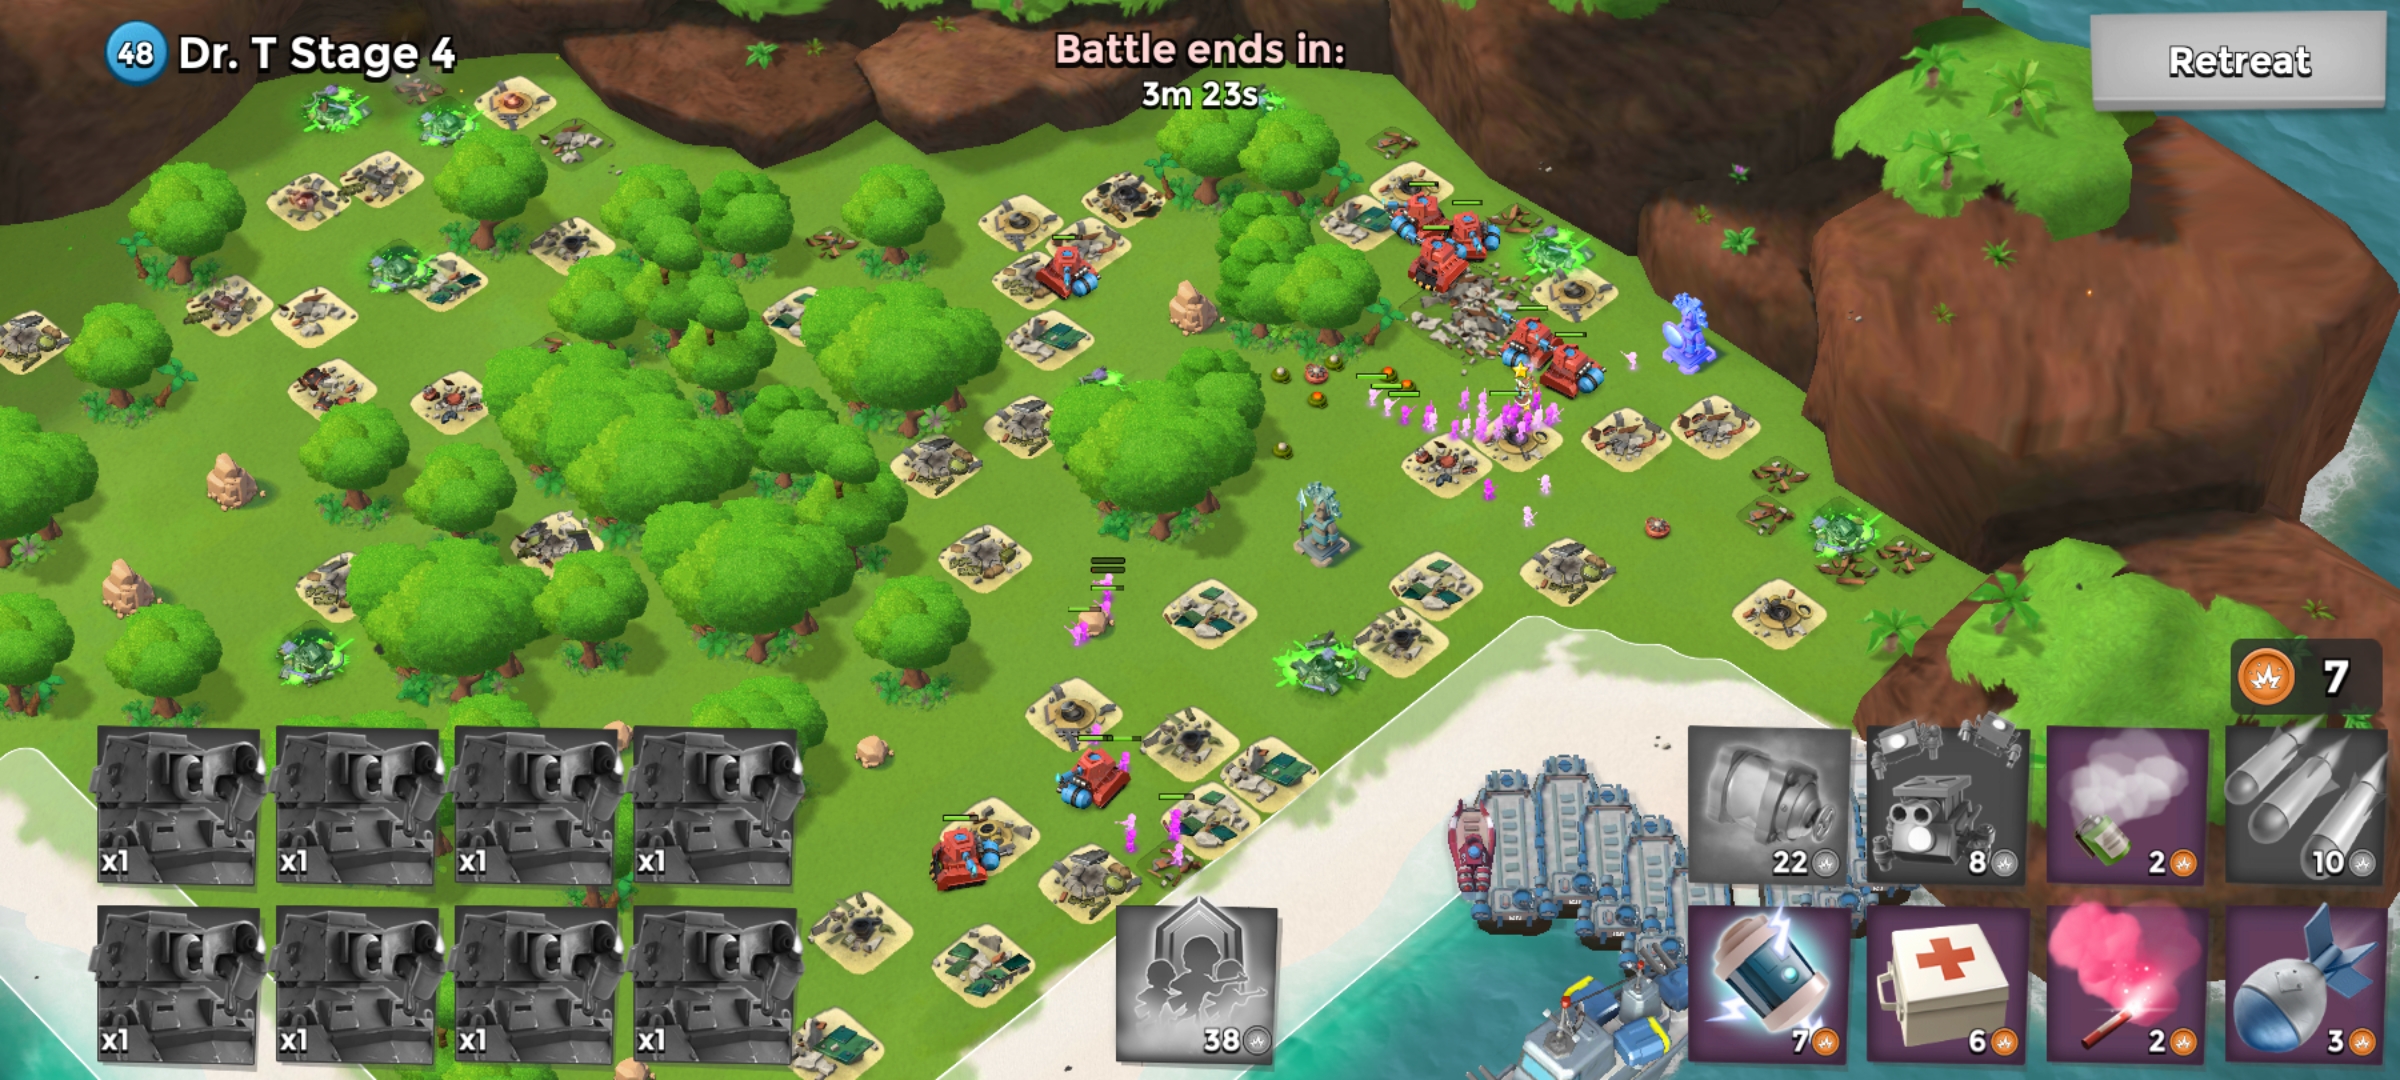 48 Dr. T Stage 4
Battle ends in:
3m 23s
Retreat
7
x1 x1 x1 x1
22 8 2 10
x1 x1 x1 x1
38
7 6 2 3